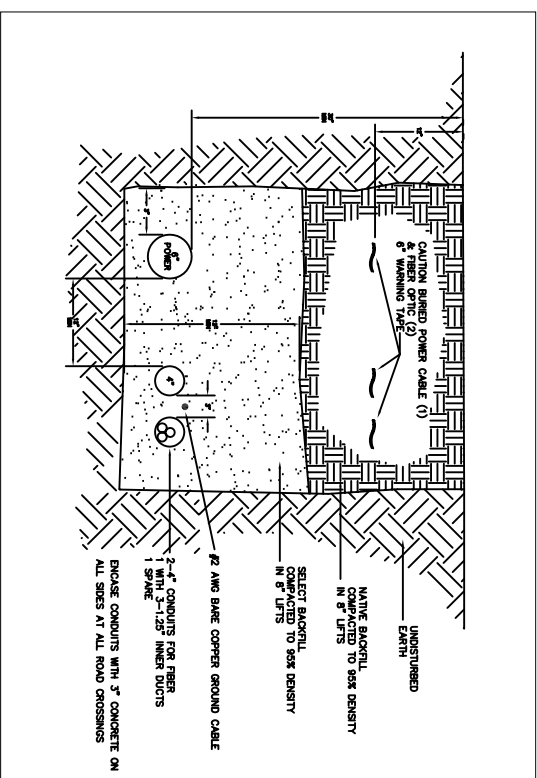 UNDISTURBED
EARTH
NATIVE BACKFILL
COMPACTED TO 95% DENSITY
IN 8" LIFTS
CAUTION BURIED POWER CABLE (1)
& FIBER OPTIC (2)
6" WARNING TAPE
SELECT BACKFILL
COMPACTED TO 95% DENSITY
IN 8" LIFTS
#2 AWG BARE COPPER GROUND CABLE
6"
POWER
4"
3"
2-4" CONDUITS FOR FIBER
1 WITH 3-1.25" INNER DUCTS
1 SPARE
ENCASE CONDUITS WITH 3" CONCRETE ON
ALL SIDES AT ALL ROAD CROSSINGS